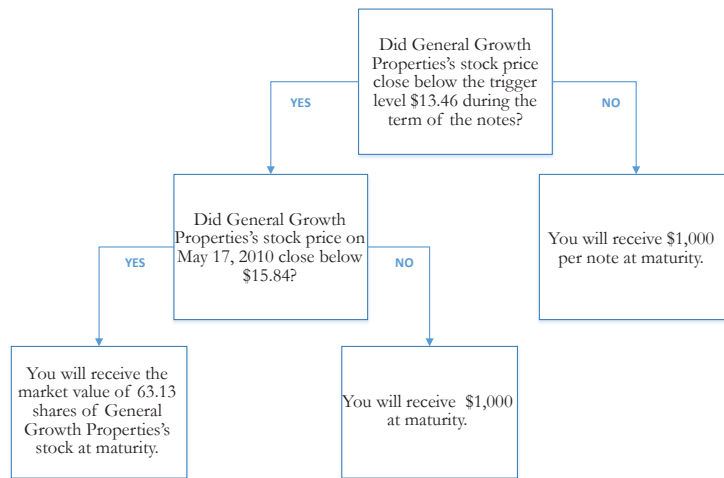 Did General Growth
Properties's stock price
close below the trigger
level $13.46 during the
term of the notes?
YES
NO
Did General Growth
Properties's stock price on
May 17, 2010 close below
$15.84?
You will receive $1,000
per note at maturity.
YES
NO
You will receive the
market value of 63.13
shares of General
Growth Properties's
stock at maturity.
You will receive $1,000
at maturity.